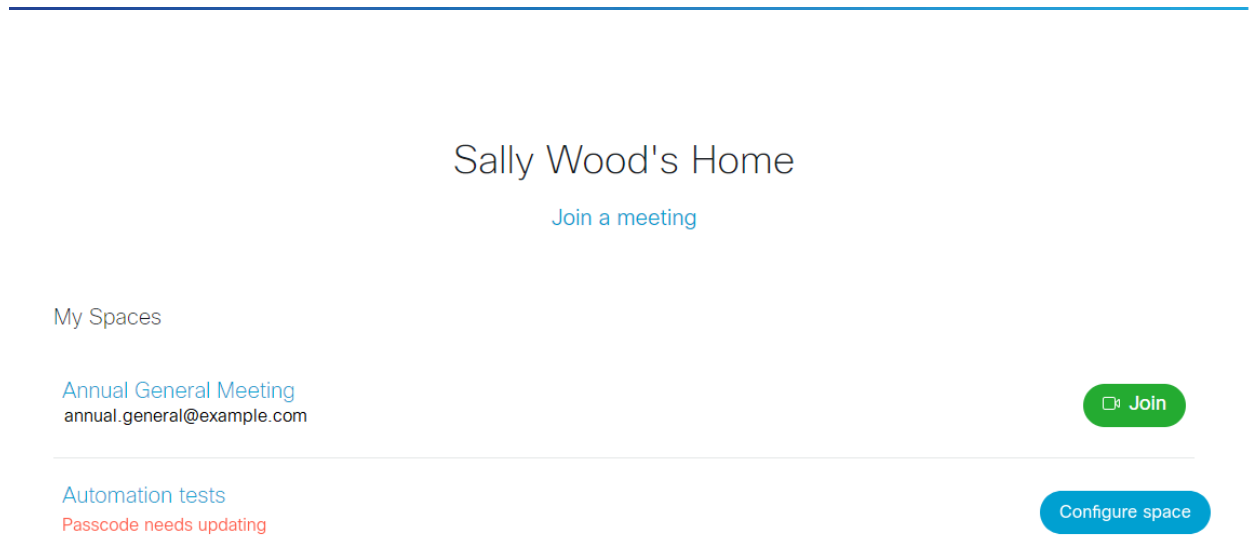 Sally Wood's Home
Join a meeting
My Spaces
Annual General Meeting
annual.general@example.com
Join
Automation tests
Passcode needs updating
Configure space